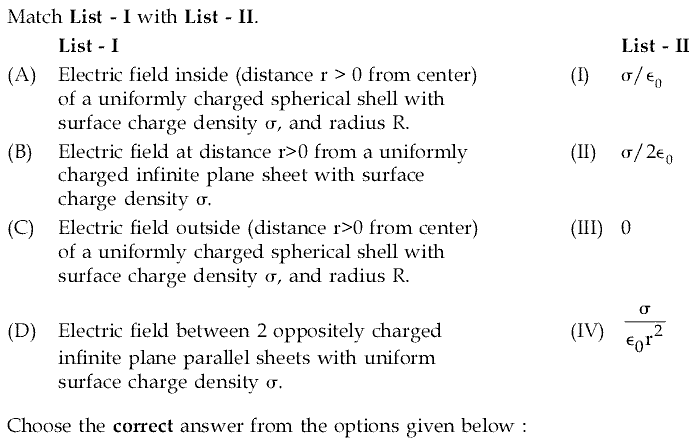 Match List - I with List - II.
List - I List - II
(A) Electric field inside (distance r > 0 from center) (I) σ/ϵ₀
of a uniformly charged spherical shell with
surface charge density σ, and radius R.
(B) Electric field at distance r>0 from a uniformly (II) σ/2ϵ₀
charged infinite plane sheet with surface
charge density σ.
(C) Electric field outside (distance r>0 from center) (III) 0
of a uniformly charged spherical shell with
surface charge density σ, and radius R.
(D) Electric field between 2 oppositely charged (IV) σ/ϵ₀r²
infinite plane parallel sheets with uniform
surface charge density σ.
Choose the correct answer from the options given below :